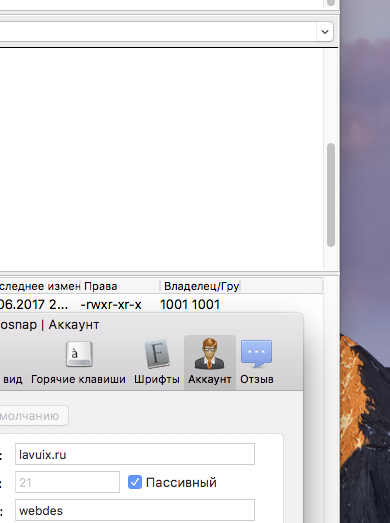 следнее измен Права Владелец/Гру
06.2017 2... -rwxr-xr-x 1001 1001
osnap | Аккаунт
à F
вид Горячие клавиши Шрифты Аккаунт Отзыв
молчанию
: lavuix.ru
: 21 Пассивный
: webdes